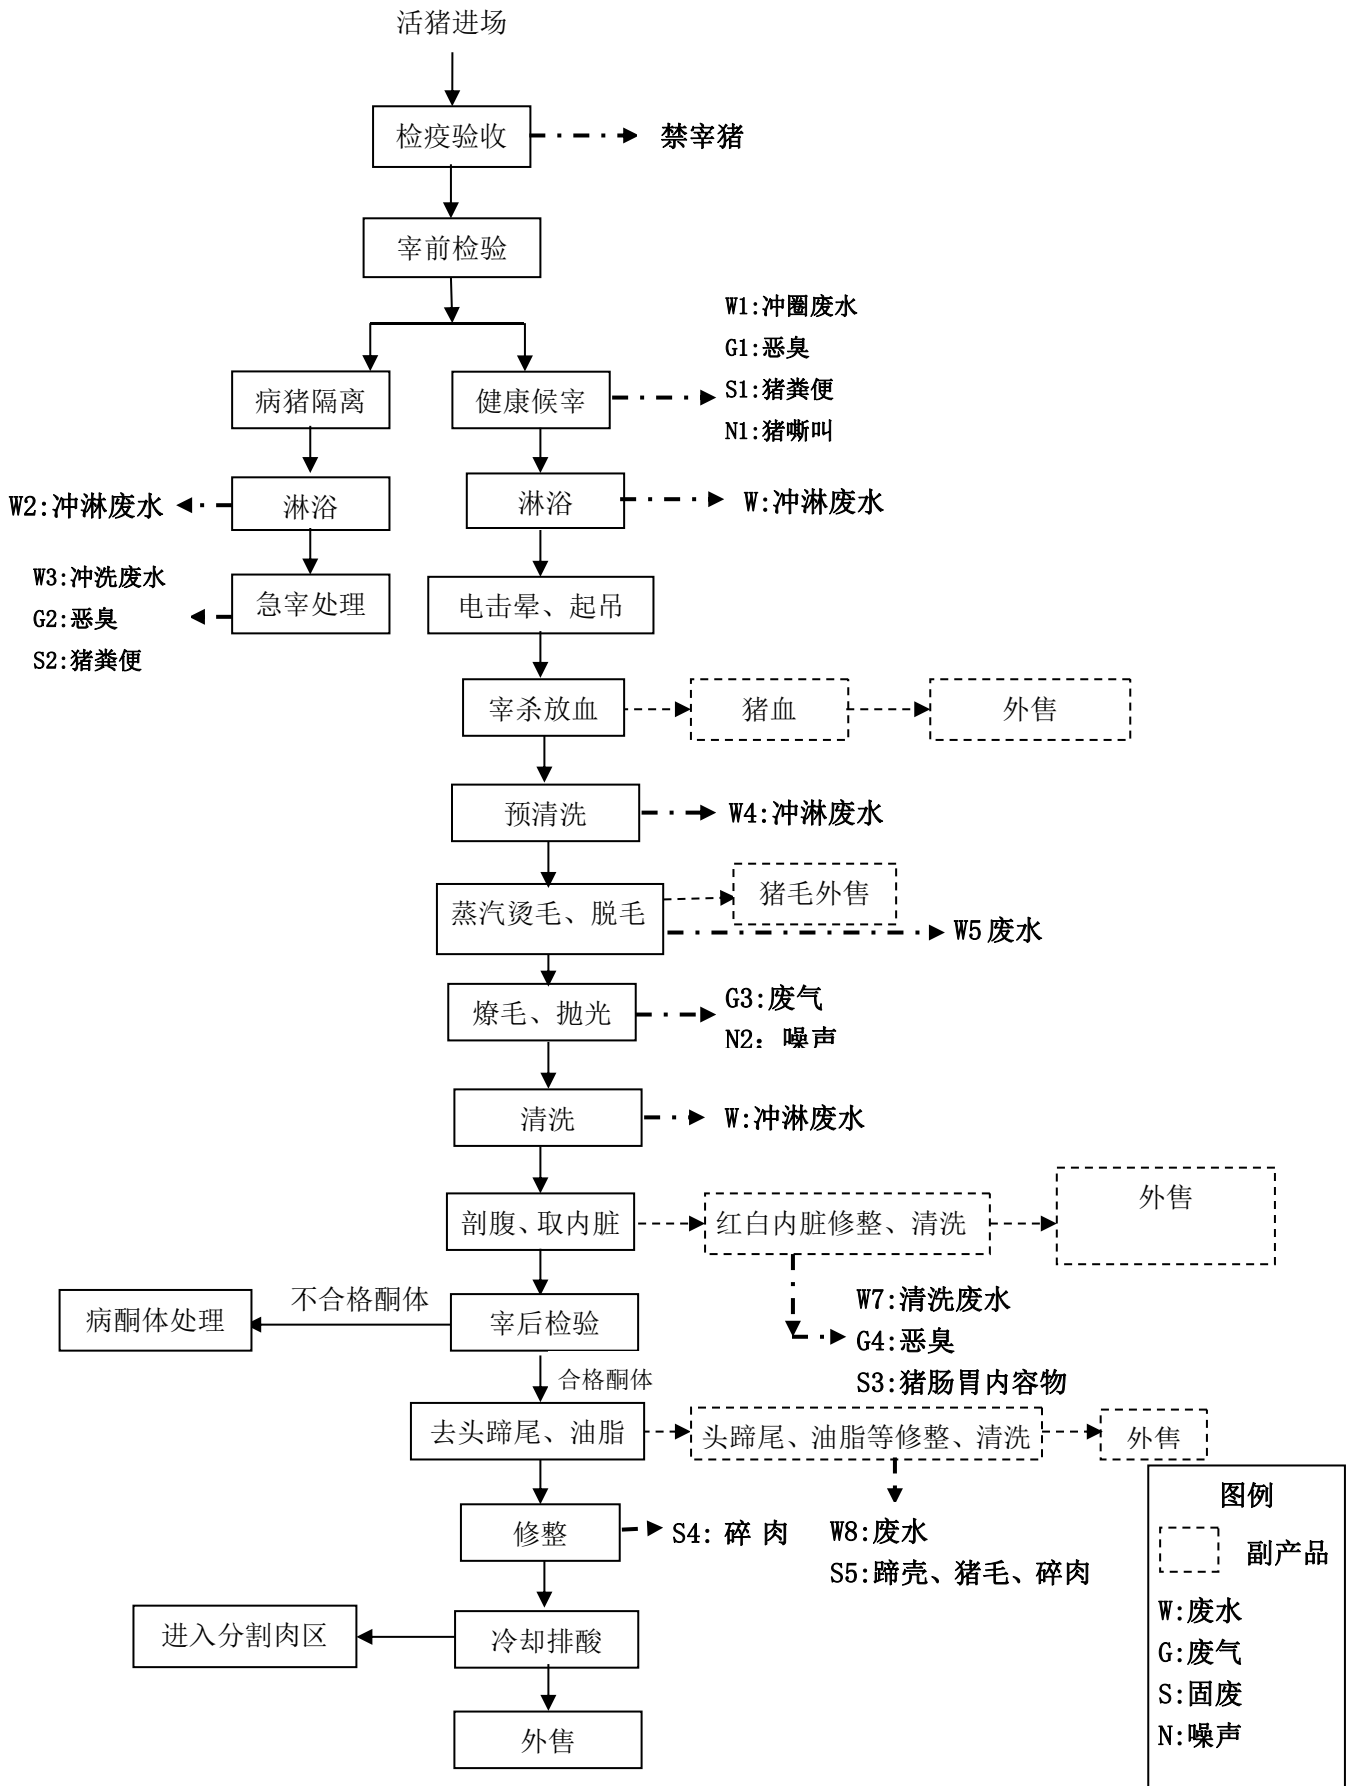 活猪进场
检疫验收
禁宰猪
宰前检验
W1:冲圈废水
G1:恶臭
S1:猪粪便
N1:猪嘶叫
病猪隔离
健康候宰
W2:冲淋废水
淋浴
淋浴
W:冲淋废水
W3:冲洗废水
G2:恶臭
S2:猪粪便
急宰处理
电击晕、起吊
宰杀放血
猪血
外售
预清洗
W4:冲淋废水
蒸汽烫毛、脱毛
猪毛外售
W5废水
燎毛、抛光
G3:废气
N2：噪声
清洗
W:冲淋废水
剖腹、取内脏
红白内脏修整、清洗
外售
病酮体处理
不合格酮体
宰后检验
W7:清洗废水
G4:恶臭
S3:猪肠胃内容物
合格酮体
去头蹄尾、油脂
头蹄尾、油脂等修整、清洗
外售
修整
S4: 碎 肉
W8:废水
S5:蹄壳、猪毛、碎肉
进入分割肉区
冷却排酸
外售
图例
副产品
W:废水
G:废气
S:固废
N:噪声